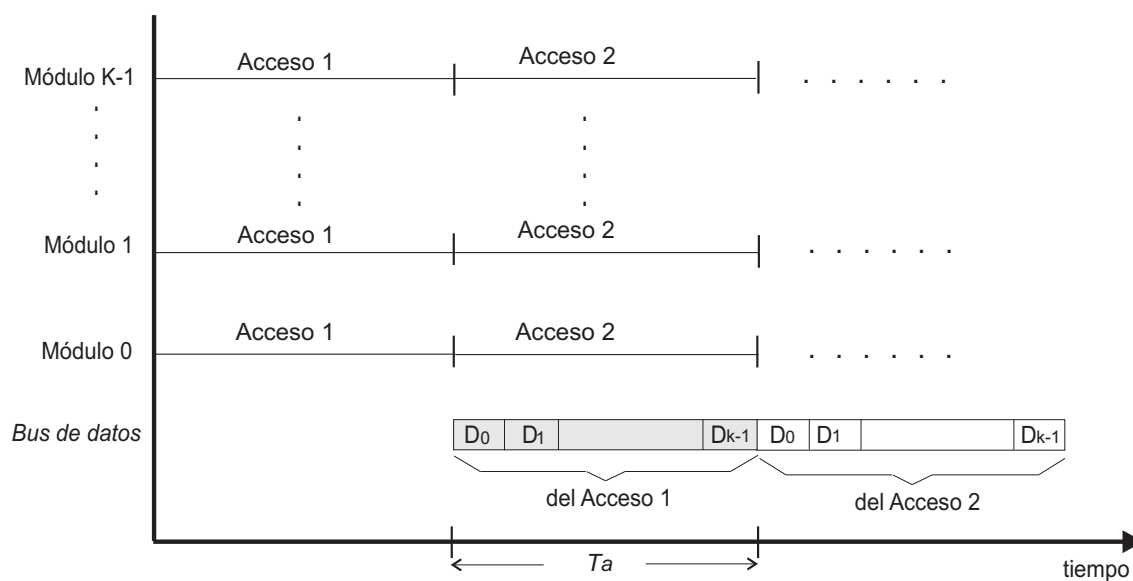 Acceso 1
Acceso 2
Módulo K-1
. . . . . .
Acceso 1
Acceso 2
Módulo 1
. . . . . .
Acceso 1
Acceso 2
Módulo 0
. . . . . .
Bus de datos
D0 D1 Dk-1 D0 D1 Dk-1
del Acceso 1
del Acceso 2
Ta
tiempo